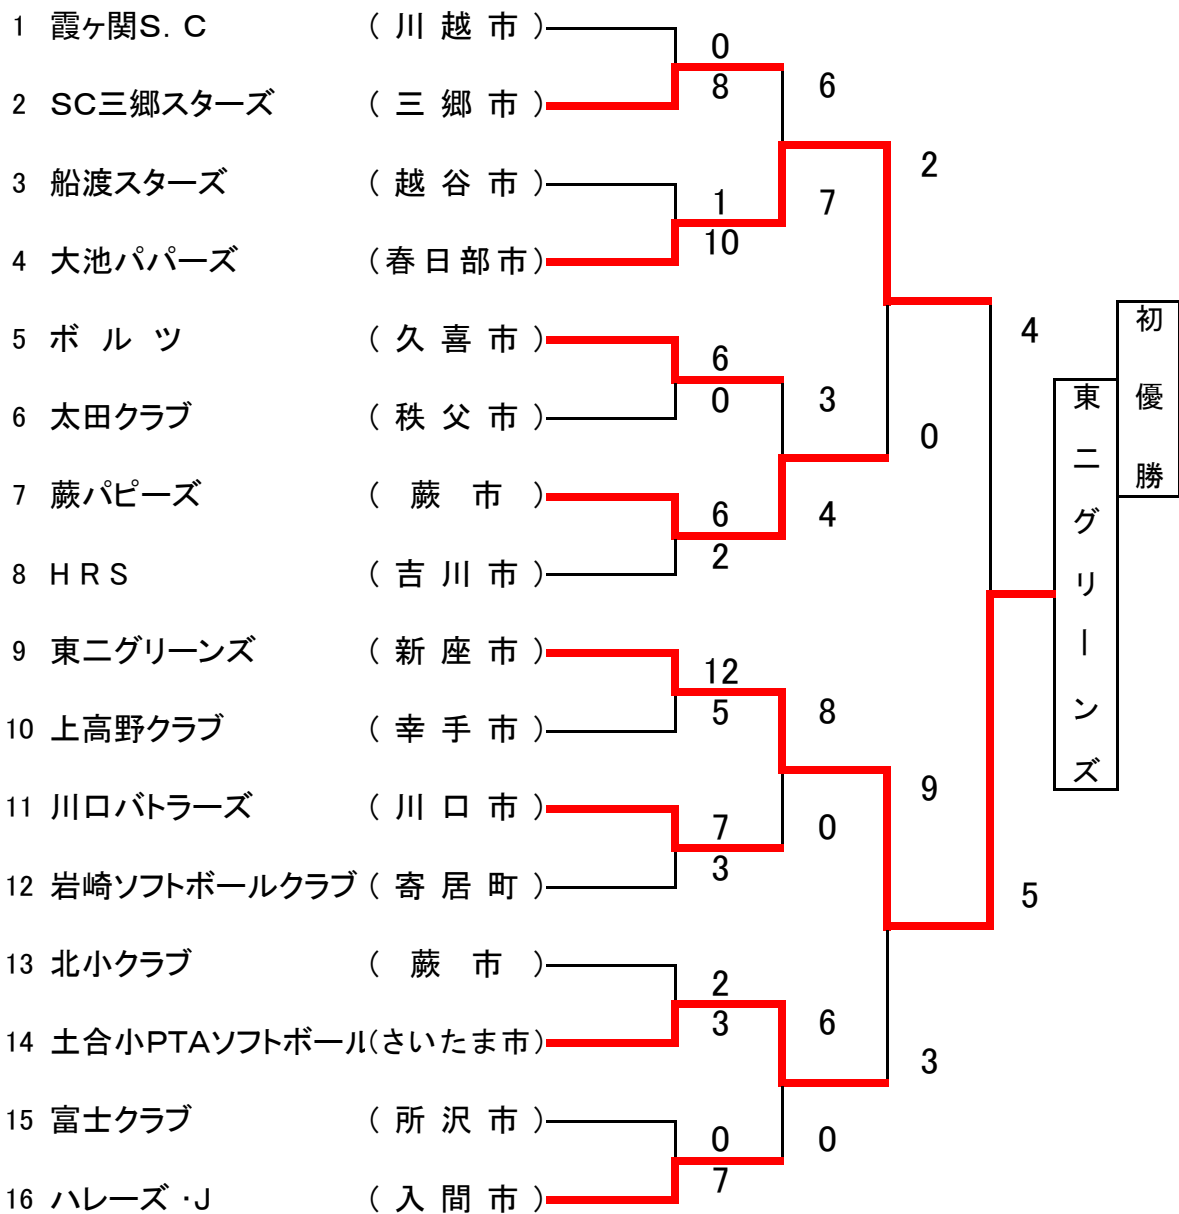 1 霞ヶ関S.C (川越市)
0
8
2 SC三郷スターズ (三郷市)
6
3 船渡スターズ (越谷市)
1
10
7
4 大池パパーズ (春日部市)
2
5 ボルツ (久喜市)
6
0
6 太田クラブ (秩父市)
3
7 蕨パピーズ (蕨市)
6
2
4
8 HRS (吉川市)
0
4
9 東二グリーンズ (新座市)
12
5
10 上高野クラブ (幸手市)
8
11 川口バトラーズ (川口市)
7
3
0
12 岩崎ソフトボールクラブ (寄居町)
9
13 北小クラブ (蕨市)
2
3
14 土合小PTAソフトボール (さいたま市)
6
15 富士クラブ (所沢市)
0
7
0
16 ハレーズ・J (入間市)
3
5
東二グリーンズ
初優勝